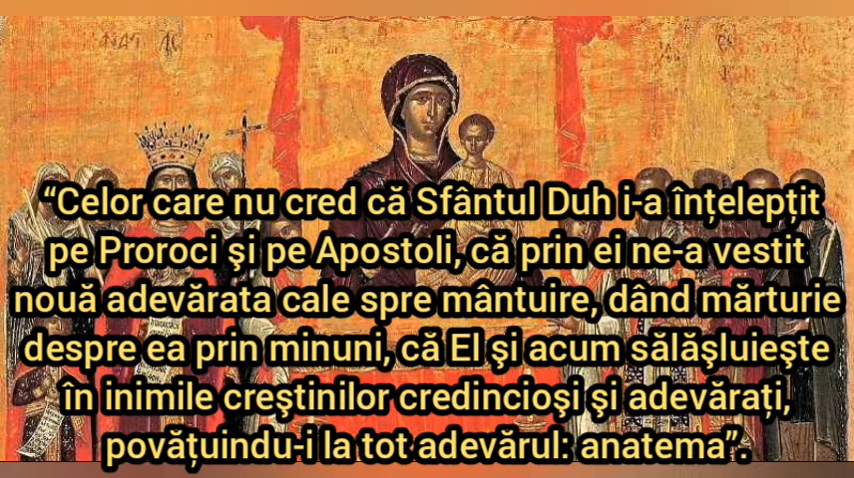 “Celor care nu cred că Sfântul Duh i-a înțelepțit
pe Proroci şi pe Apostoli, că prin ei ne-a vestit
nouă adevărata cale spre mântuire, dând mărturie
despre ea prin minuni, că El şi acum sălăşluieşte
în inimile creştinilor credincioşi şi adevărați,
povățuindu-i la tot adevărul: anatema”.